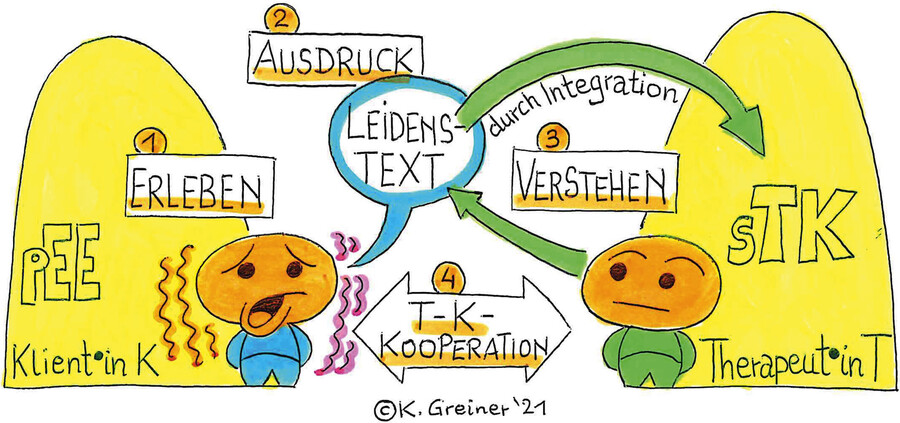 2
AUSDRUCK
LEIDENS-
TEXT
durch Integration
1
ERLEBEN
3
VERSTEHEN
pEE
sTK
4
T-K-
KOOPERATION
Klient•in K
Therapeut•in T
©K. Greiner '21